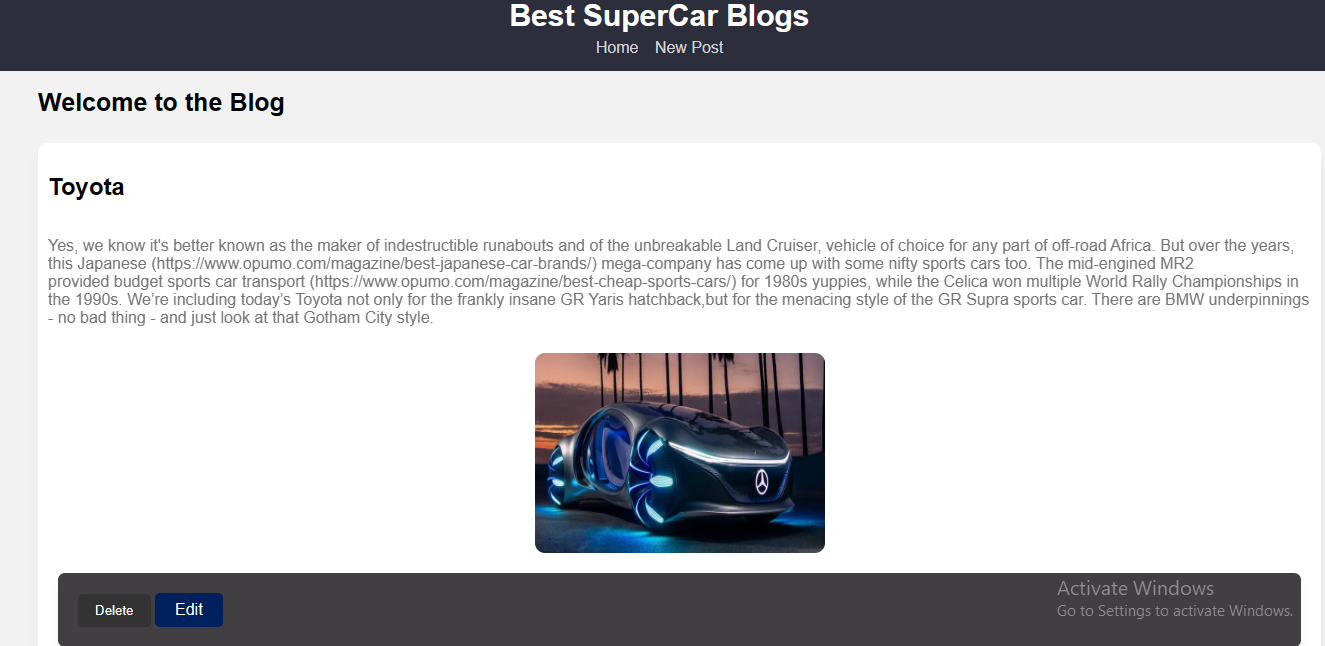 Best SuperCar Blogs
Home New Post
Welcome to the Blog
Toyota
Yes, we know it's better known as the maker of indestructible runabouts and of the unbreakable Land Cruiser, vehicle of choice for any part of off-road Africa. But over the years,
this Japanese (https://www.opumo.com/magazine/best-japanese-car-brands/) mega-company has come up with some nifty sports cars too. The mid-engined MR2
provided budget sports car transport (https://www.opumo.com/magazine/best-cheap-sports-cars/) for 1980s yuppies, while the Celica won multiple World Rally Championships in
the 1990s. We’re including today’s Toyota not only for the frankly insane GR Yaris hatchback,but for the menacing style of the GR Supra sports car. There are BMW underpinnings
- no bad thing - and just look at that Gotham City style.
Delete Edit
Activate Windows
Go to Settings to activate Windows.